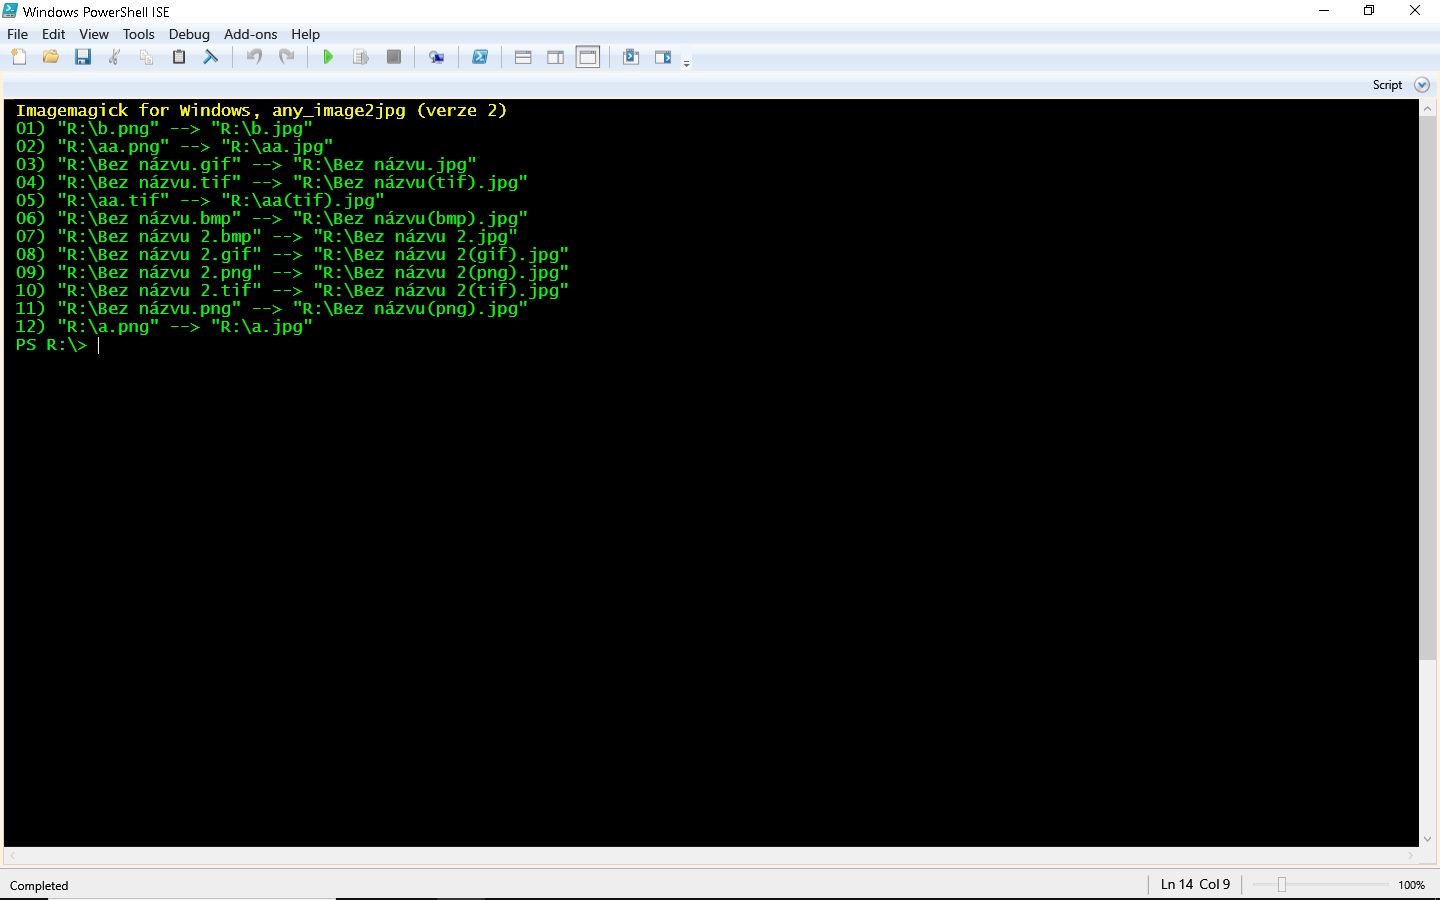 Windows PowerShell ISE
File Edit View Tools Debug Add-ons Help
Script
Imagemagick for Windows, any_image2jpg (verze 2)
01) "R:\b.png" --> "R:\b.jpg"
02) "R:\aa.png" --> "R:\aa.jpg"
03) "R:\Bez názvu.gif" --> "R:\Bez názvu.jpg"
04) "R:\Bez názvu.tif" --> "R:\Bez názvu(tif).jpg"
05) "R:\aa.tif" --> "R:\aa(tif).jpg"
06) "R:\Bez názvu.bmp" --> "R:\Bez názvu(bmp).jpg"
07) "R:\Bez názvu 2.bmp" --> "R:\Bez názvu 2.jpg"
08) "R:\Bez názvu 2.gif" --> "R:\Bez názvu 2(gif).jpg"
09) "R:\Bez názvu 2.png" --> "R:\Bez názvu 2(png).jpg"
10) "R:\Bez názvu 2.tif" --> "R:\Bez názvu 2(tif).jpg"
11) "R:\Bez názvu.png" --> "R:\Bez názvu(png).jpg"
12) "R:\a.png" --> "R:\a.jpg"
PS R:\>
Completed
Ln 14 Col 9
100%